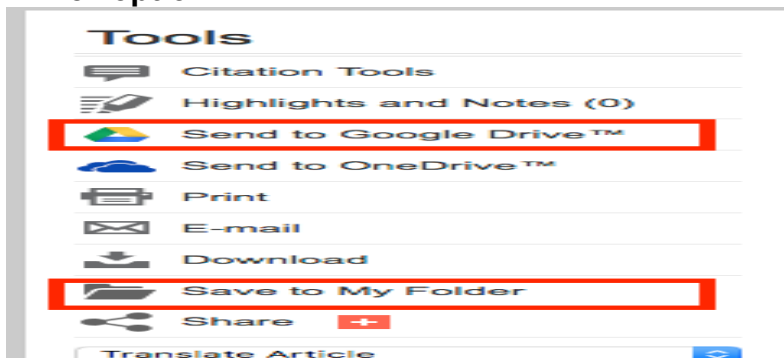 Tools
Citation Tools
Highlights and Notes (0)
Send to Google Drive™
Send to OneDrive™
Print
E-mail
Download
Save to My Folder
Share
Translate Article